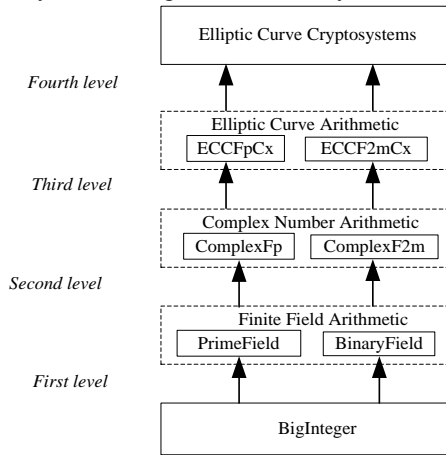 Elliptic Curve Cryptosystems
Fourth level
Elliptic Curve Arithmetic
ECCFpCx ECCF2mCx
Third level
Complex Number Arithmetic
ComplexFp ComplexF2m
Second level
Finite Field Arithmetic
PrimeField BinaryField
First level
BigInteger